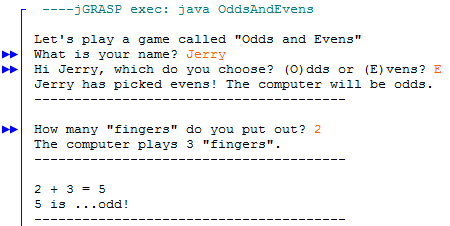 ----jGRASP exec: java OddsAndEvens
Let's play a game called "Odds and Evens"
What is your name? Jerry
Hi Jerry, which do you choose? (O)dds or (E)vens? E
Jerry has picked evens! The computer will be odds.
----------------------------------------
How many "fingers" do you put out? 2
The computer plays 3 "fingers".
----------------------------------------
2 + 3 = 5
5 is ...odd!
----------------------------------------